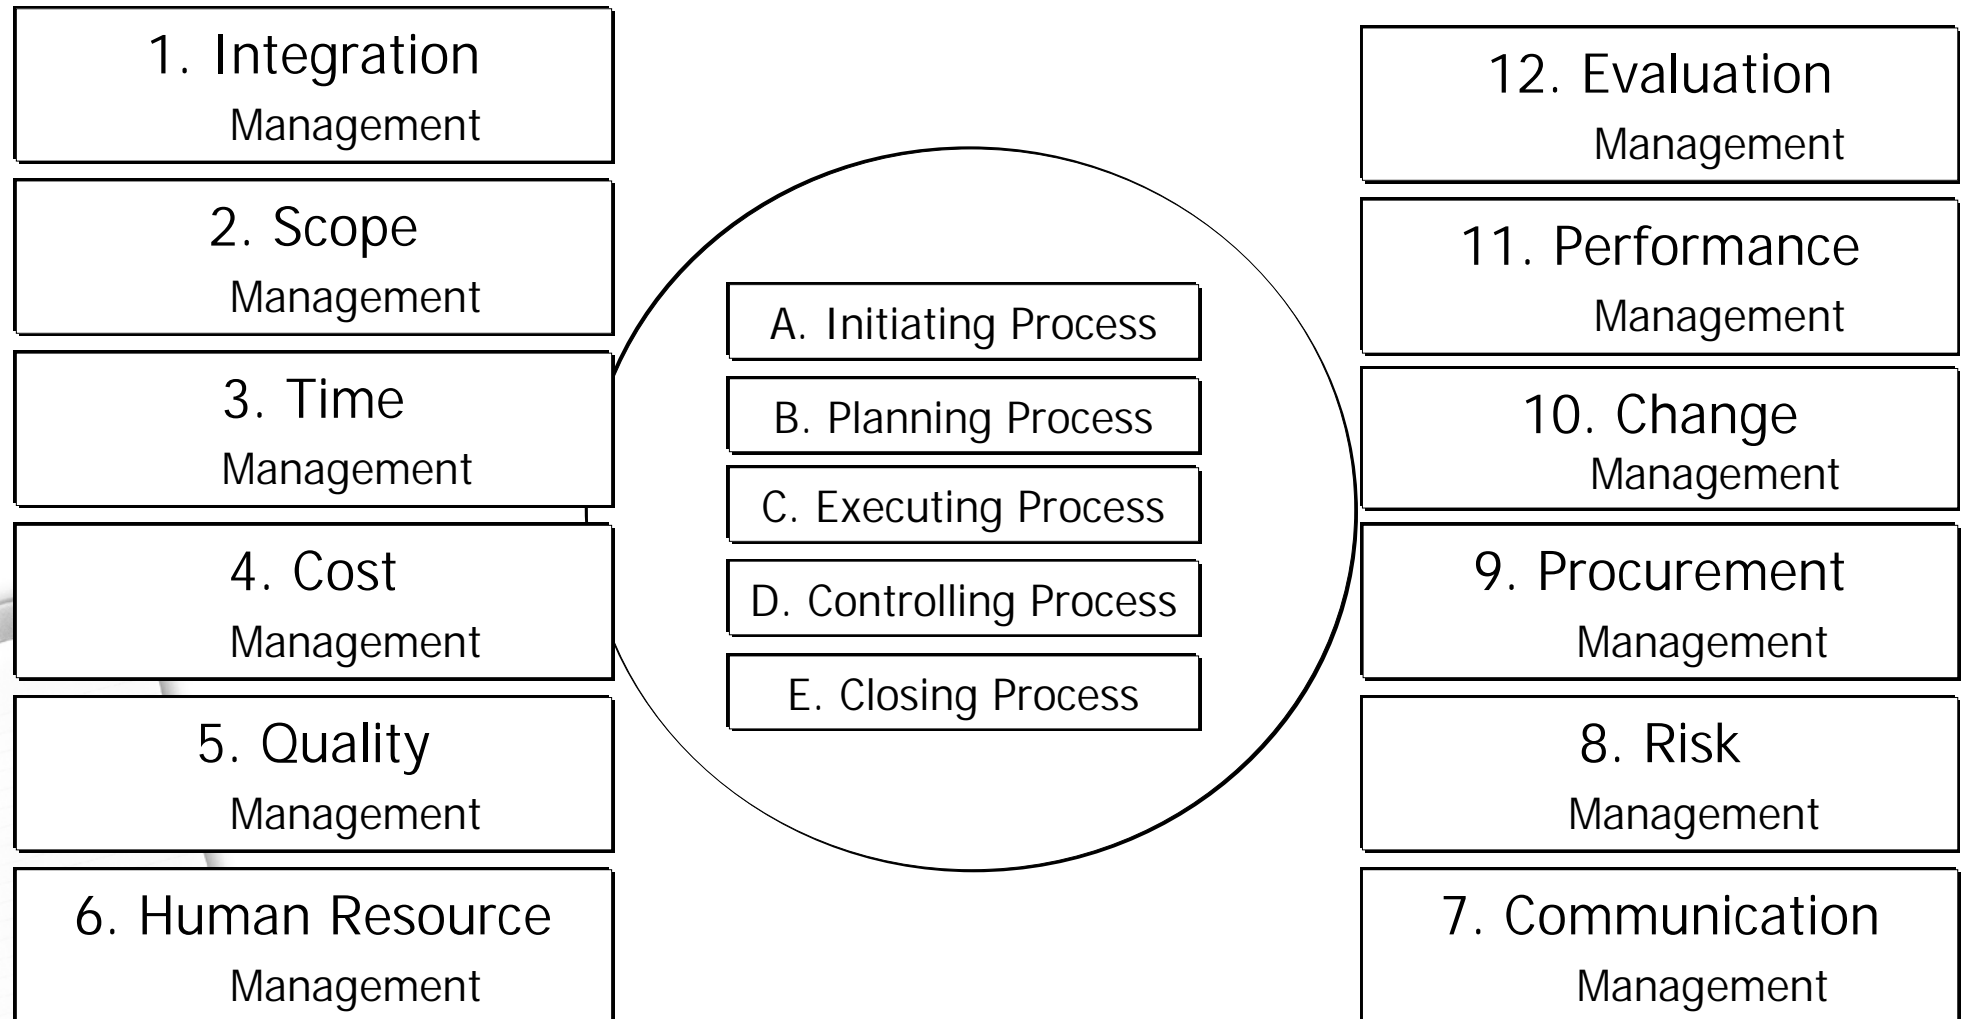 1. Integration
Management
2. Scope
Management
3. Time
Management
4. Cost
Management
5. Quality
Management
6. Human Resource
Management
A. Initiating Process
B. Planning Process
C. Executing Process
D. Controlling Process
E. Closing Process
12. Evaluation
Management
11. Performance
Management
10. Change
Management
9. Procurement
Management
8. Risk
Management
7. Communication
Management